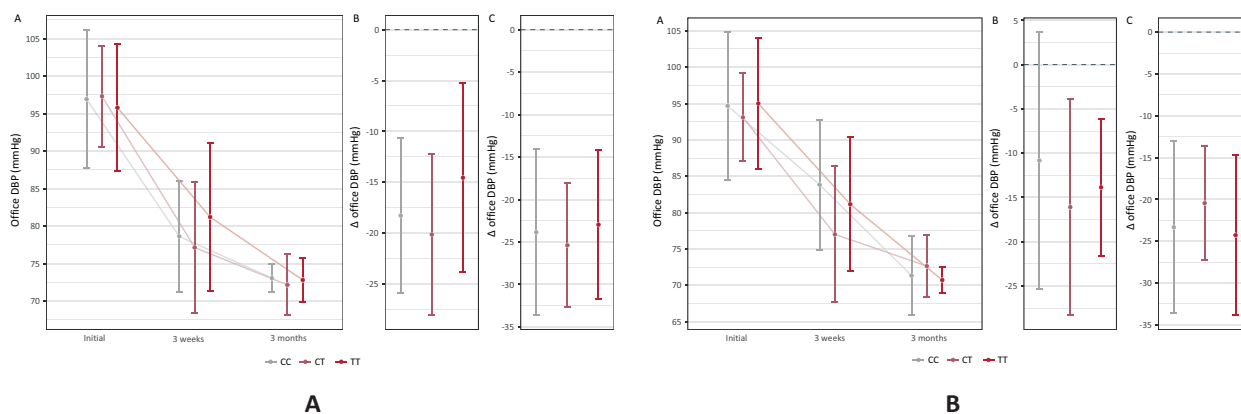 A
B
C
Office DBP (mmHg)
105
100
95
90
85
80
75
70
Initial
3 weeks
3 months
Δ office DBP (mmHg)
0
-5
-10
-15
-20
-25
Δ office DBP (mmHg)
0
-5
-10
-15
-20
-25
-30
-35
CC CT TT
A
A
B
C
Office DBP (mmHg)
105
100
95
90
85
80
75
70
65
Initial
3 weeks
3 months
Δ office DBP (mmHg)
5
0
-5
-10
-15
-20
-25
Δ office DBP (mmHg)
0
-5
-10
-15
-20
-25
-30
-35
CC CT TT
B